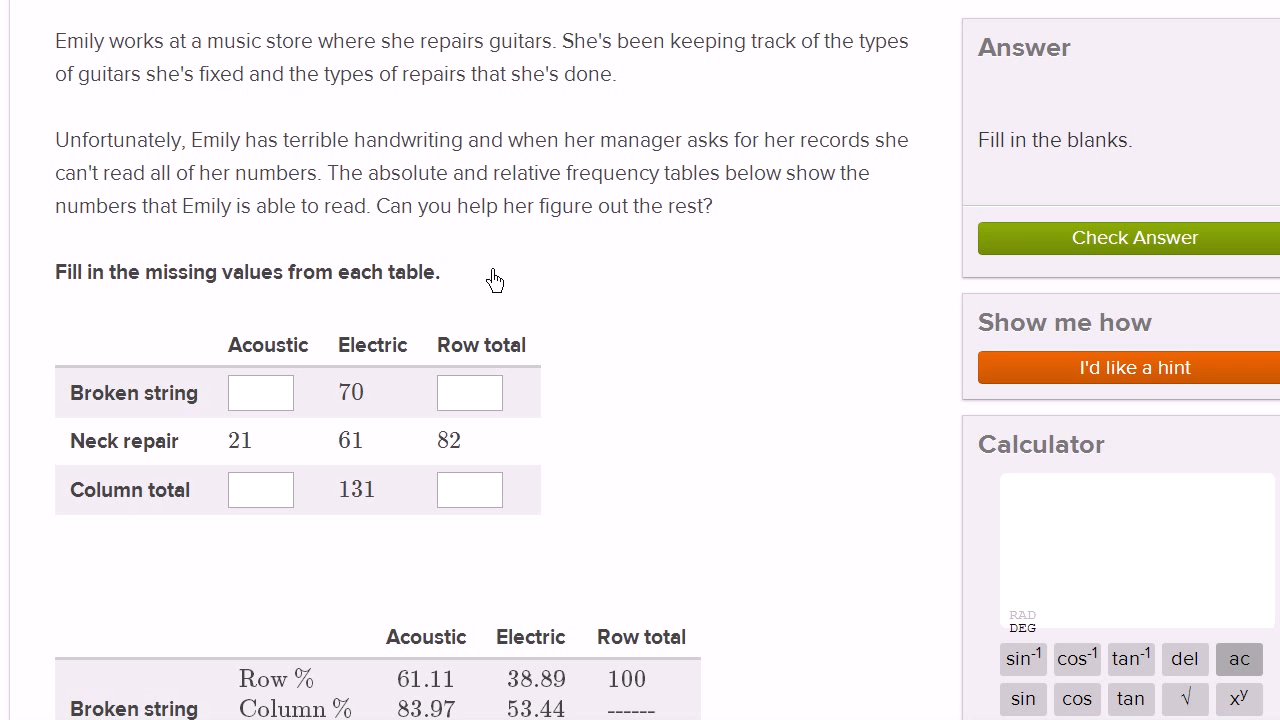 Emily works at a music store where she repairs guitars. She's been keeping track of the types
of guitars she's fixed and the types of repairs that she's done.
Unfortunately, Emily has terrible handwriting and when her manager asks for her records she
can't read all of her numbers. The absolute and relative frequency tables below show the
numbers that Emily is able to read. Can you help her figure out the rest?
Fill in the missing values from each table.
Acoustic Electric Row total
Broken string 70
Neck repair 21 61 82
Column total 131
Acoustic Electric Row total
Row % 61.11 38.89 100
Broken string Column % 83.97 53.44 ------
Answer
Fill in the blanks.
Check Answer
Show me how
I'd like a hint
Calculator
RAD
DEG
sin-1 cos-1 tan-1 del ac
sin cos tan √ xy